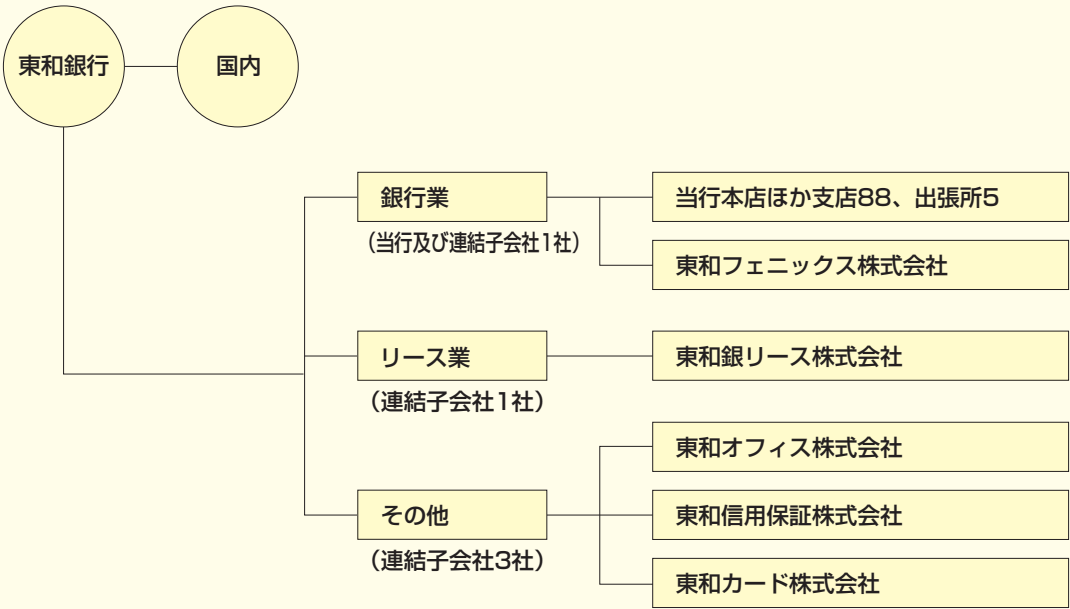 東和銀行
国内
銀行業
（当行及び連結子会社1社）
当行本店ほか支店88、出張所5
東和フェニックス株式会社
リース業
（連結子会社1社）
東和銀リース株式会社
その他
（連結子会社3社）
東和オフィス株式会社
東和信用保証株式会社
東和カード株式会社